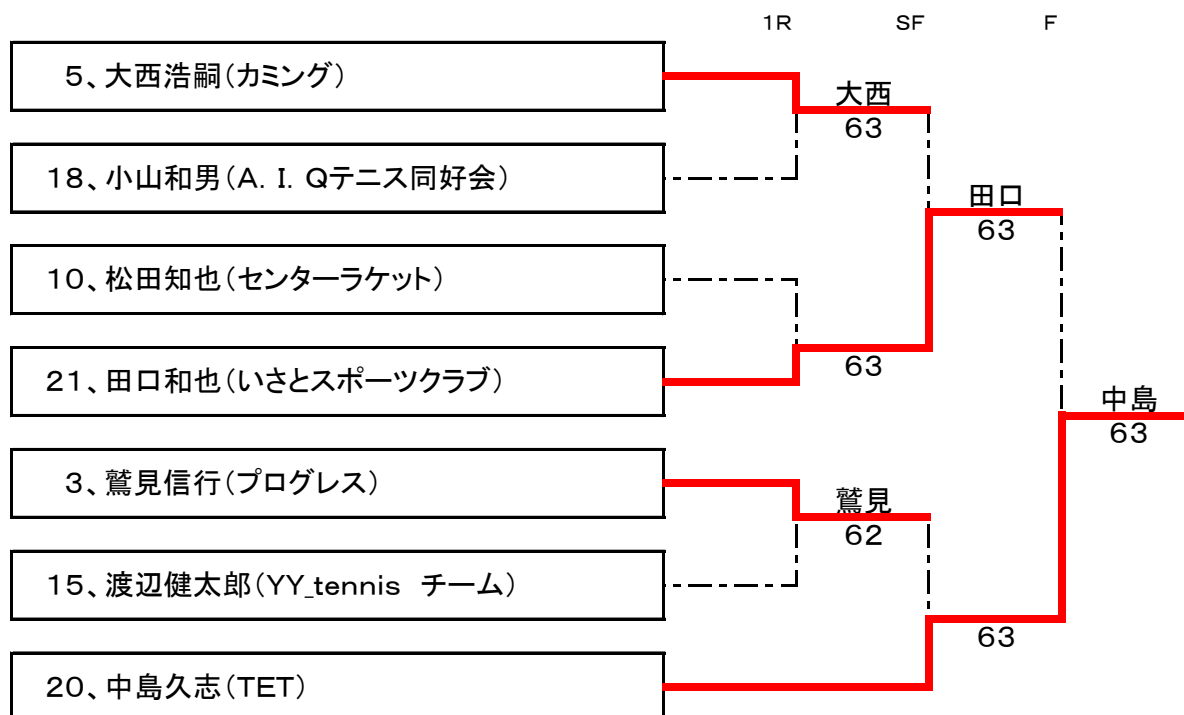 1R SF F
5、大西浩嗣(カミング)
大西
63
18、小山和男(A.I.Qテニス同好会)
田口
63
10、松田知也(センターラケット)
63
21、田口和也(いさとスポーツクラブ)
中島
63
3、鷲見信行(プログレス)
鷲見
62
15、渡辺健太郎(YY_tennis チーム)
63
20、中島久志(TET)